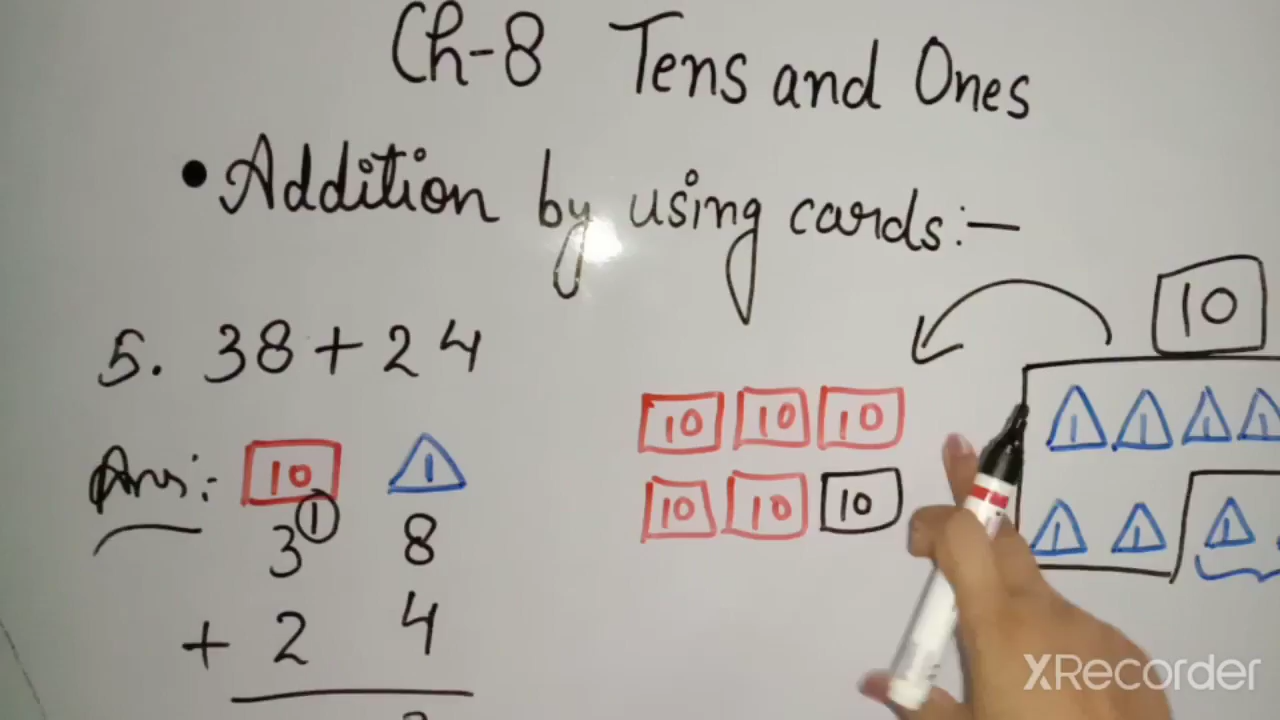 Ch-8 Tens and Ones
• Addition by using cards:-
5. 38 + 24
10
Ans:- 10 1
10 10 10 1 1 1 1
10 10 10 1 1 1
3 1 8
+ 2 4
XRecorder